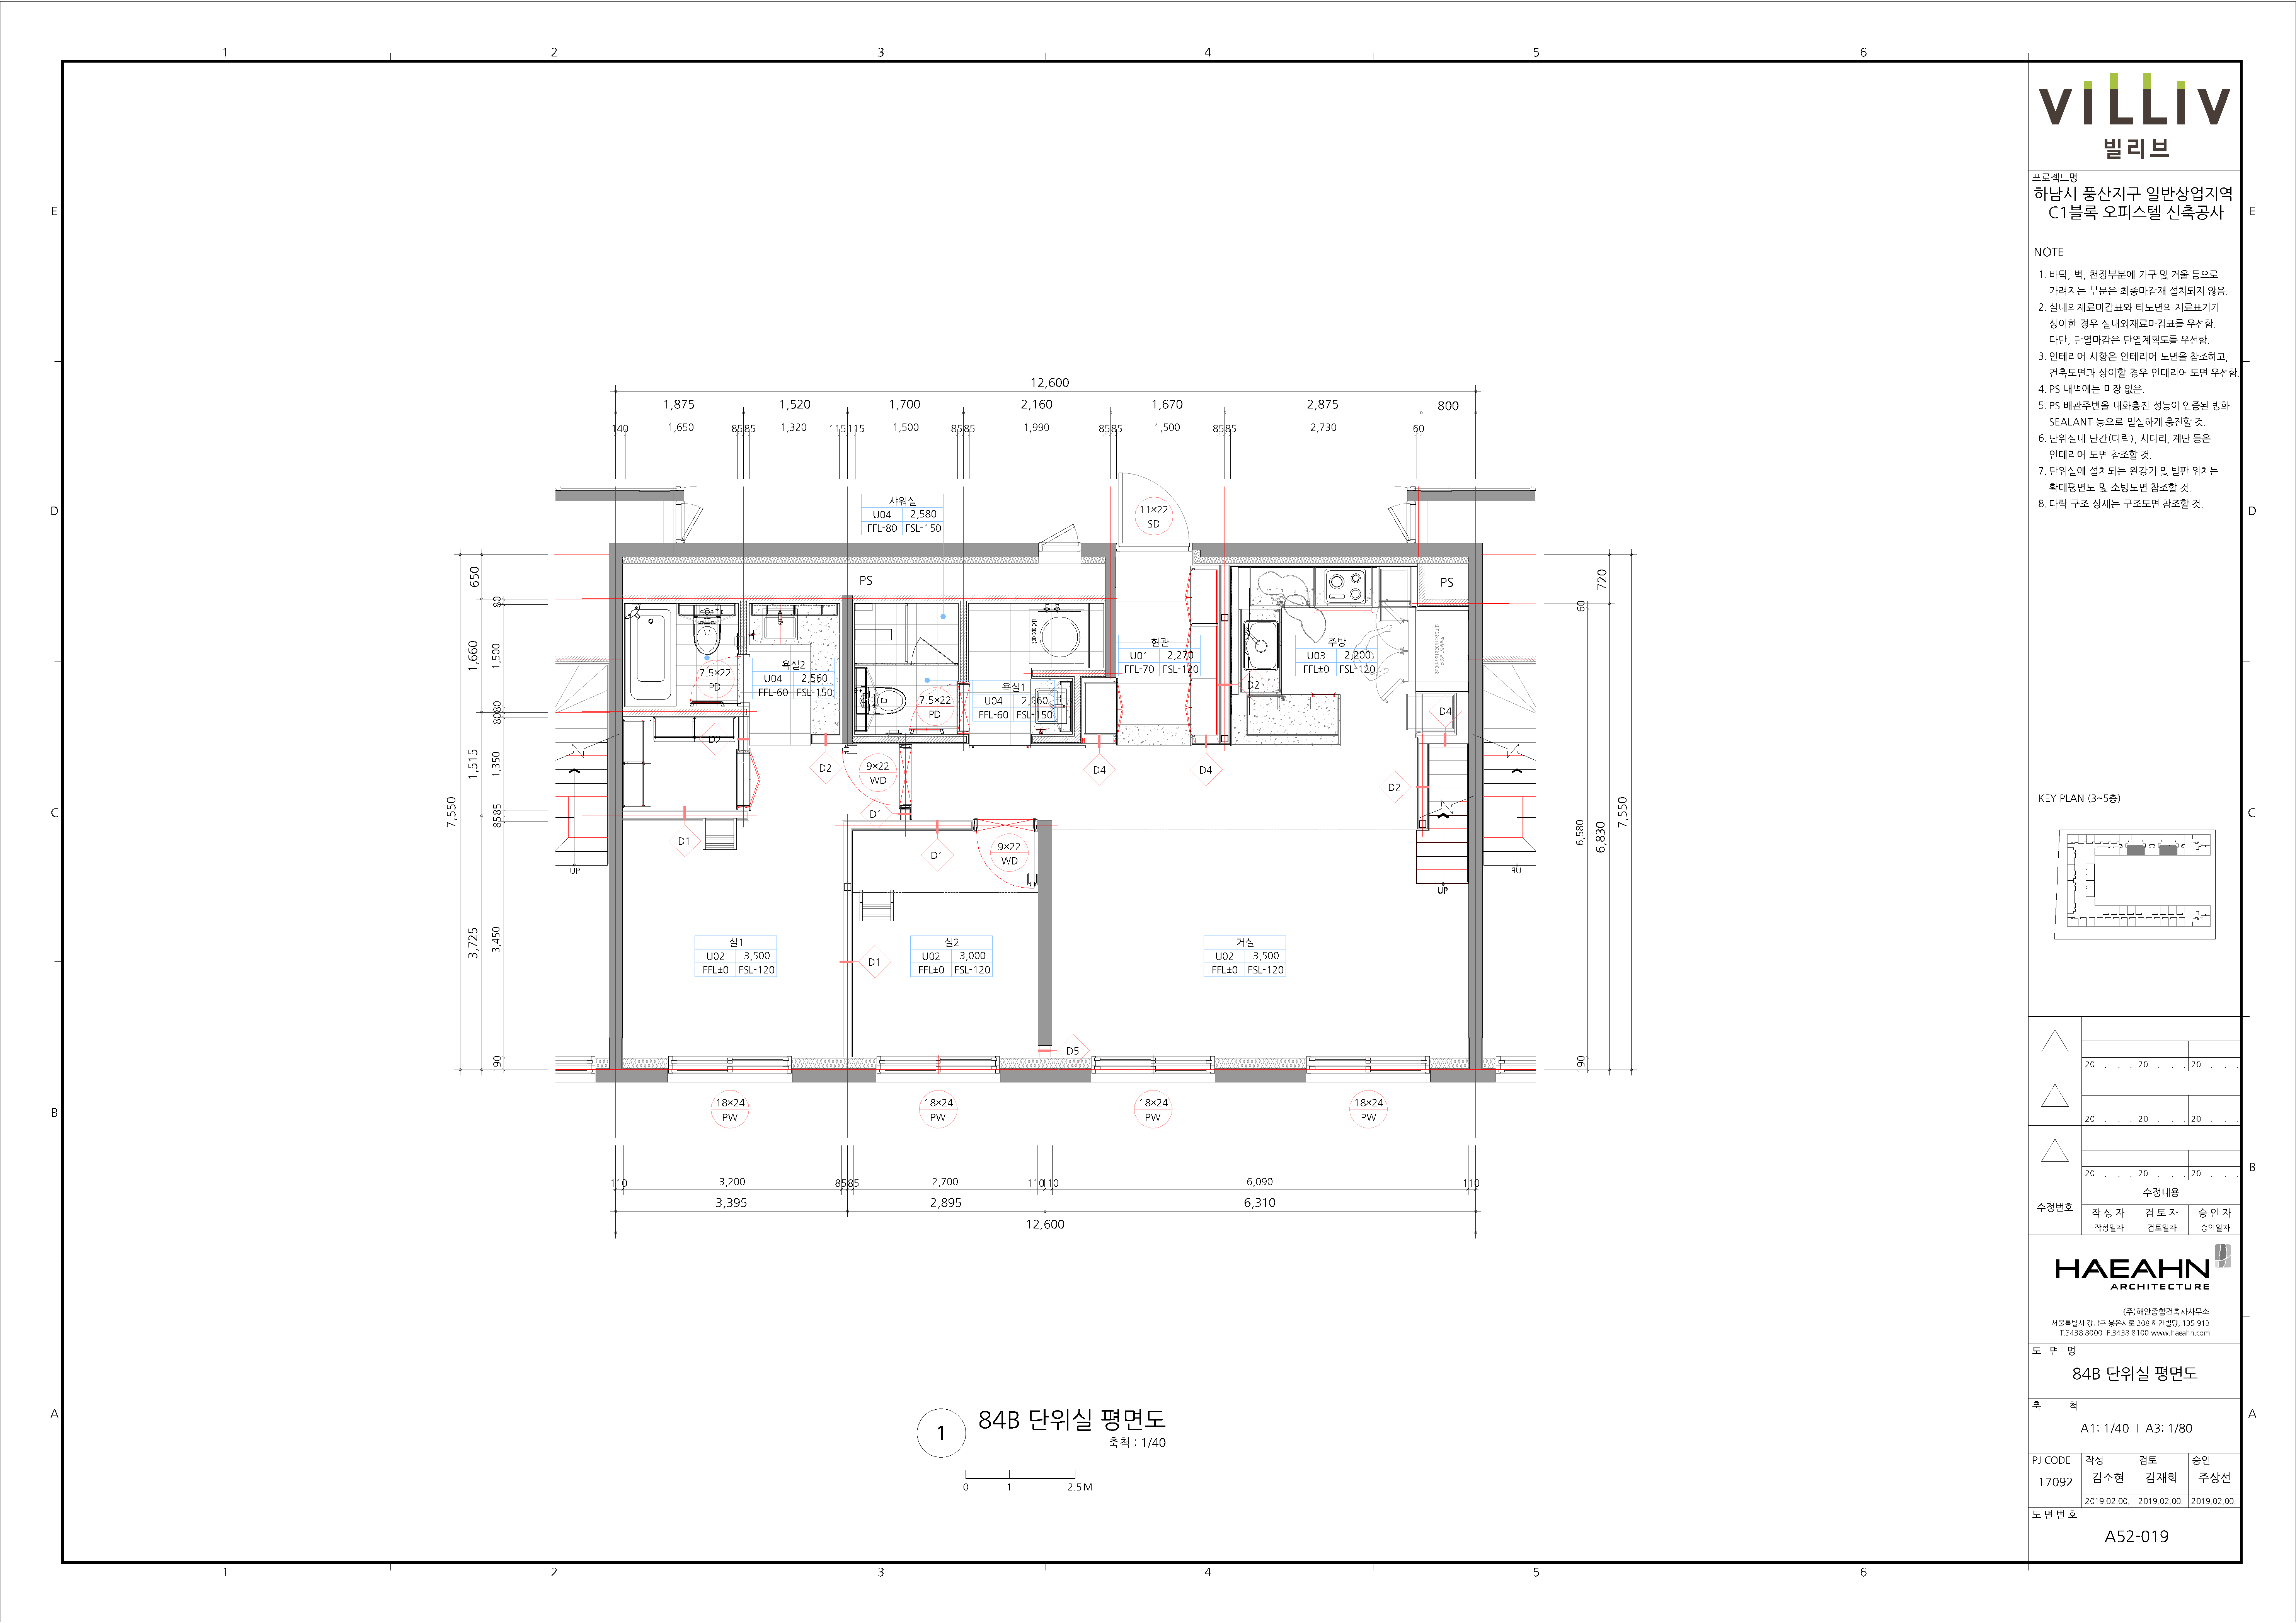 1 2 3 4 5 6
E
D
C
B
A
12,600
1,875 1,520 1,700 2,160 1,670 2,875 800
140 1,650 8585 1,320 115115 1,500 8585 1,990 8585 1,500 8585 2,730 60
샤워실
U04 2,580
FFL-80 FSL-150
11×22
SD
PS
PS
7,550
650
1,660
1,515
3,725
80
1,500
8080
1,350
8585
3,450
90
720
60
6,580
6,830
7,550
90
7.5×22
PD
욕실2
U04 2,560
FFL-60 FSL-150
7.5×22
PD
욕실1
U04 2,560
FFL-60 FSL-150
현관
U01 2,270
FFL-70 FSL-120
주방
U03 2,200
FFL±0 FSL-120
D2
D4
D2
D2
9×22
WD
D4
D4
D2
D1
D1
D1
9×22
WD
UP
UP
UP
실1
U02 3,500
FFL±0 FSL-120
D1
실2
U02 3,000
FFL±0 FSL-120
거실
U02 3,500
FFL±0 FSL-120
D5
18×24
PW
18×24
PW
18×24
PW
18×24
PW
110 3,200 8585 2,700 110110 6,090 110
3,395 2,895 6,310
12,600
1
84B 단위실 평면도
축척 : 1/40
0 1 2.5 M
1 2 3 4 5 6
E
D
C
B
A
VILLIV
빌리브
프로젝트명
하남시 풍산지구 일반상업지역
C1블록 오피스텔 신축공사
NOTE
1. 바닥, 벽, 천장부분에 가구 및 거울 등으로
가려지는 부분은 최종마감재 설치되지 않음.
2. 실내외재료마감표와 타도면의 재료표기가
상이한 경우 실내외재료마감표를 우선함.
다만, 단열마감은 단열계획도를 우선함.
3. 인테리어 사항은 인테리어 도면을 참조하고,
건축도면과 상이할 경우 인테리어 도면 우선함.
4. PS 내벽에는 미장 없음.
5. PS 배관주변을 내화충전 성능이 인증된 방화
SEALANT 등으로 밀실하게 충진할 것.
6. 단위실내 난간(다락), 사다리, 계단 등은
인테리어 도면 참조할 것.
7. 단위실에 설치되는 완강기 및 발판 위치는
확대평면도 및 소방도면 참조할 것.
8. 다락 구조 상세는 구조도면 참조할 것.
KEY PLAN (3~5층)
20 . . . 20 . . . 20 . . .
20 . . . 20 . . . 20 . . .
20 . . . 20 . . . 20 . . .
수정번호
수정내용
작 성 자 검 토 자 승 인 자
작성일자 검토일자 승인일자
HAEAHN
ARCHITECTURE
(주)해안종합건축사사무소
서울특별시 강남구 봉은사로 208 해안빌딩, 135-913
T.3438 8000 F.3438 8100 www.haeahn.com
도 면 명
84B 단위실 평면도
축 척
A1: 1/40 I A3: 1/80
PJ CODE 작성 검토 승인
17092 김소현 김재희 주상선
2019.02.00. 2019.02.00. 2019.02.00.
도 면 번 호
A52-019